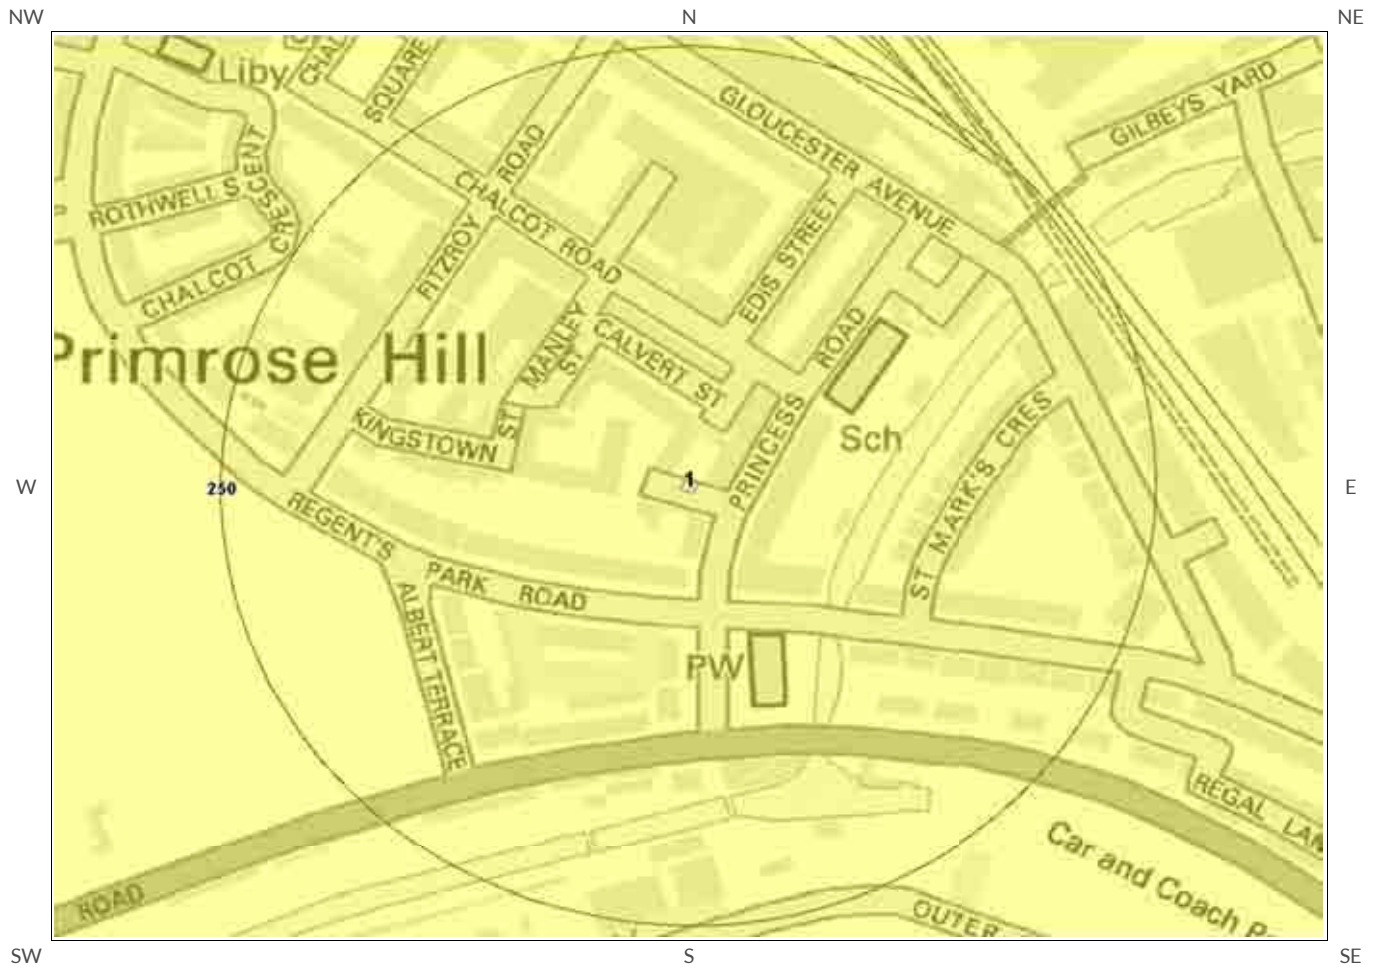 NW
N
NE
Liby
CHAL
SQUARE
GILBEYS YARD
GLOUCESTER AVENUE
ROTHWELL S
CRESCENT
CHALCOT
FITZROY ROAD
CHALCOT ROAD
EDIS STREET
Primrose Hill
MANLEY
ST
CALVERT ST
PRINCESS ROAD
KINGSTOWN ST
Sch
ST MARK'S CRES
W
250
1
E
REGENT'S
PARK ROAD
ALBERT TERRACE
PW
REGAL LAN
Car and Coach P
ROAD
OUTER
SW
S
SE